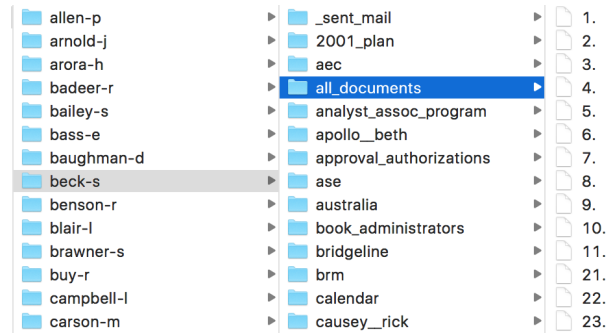 allen-p
arnold-j
arora-h
badeer-r
bailey-s
bass-e
baughman-d
beck-s
benson-r
blair-l
brawner-s
buy-r
campbell-l
carson-m
_sent_mail
2001_plan
aec
all_documents
analyst_assoc_program
apollo__beth
approval_authorizations
ase
australia
book_administrators
bridgeline
brm
calendar
causey__rick
1.
2.
3.
4.
5.
6.
7.
8.
9.
10.
11.
21.
22.
23.